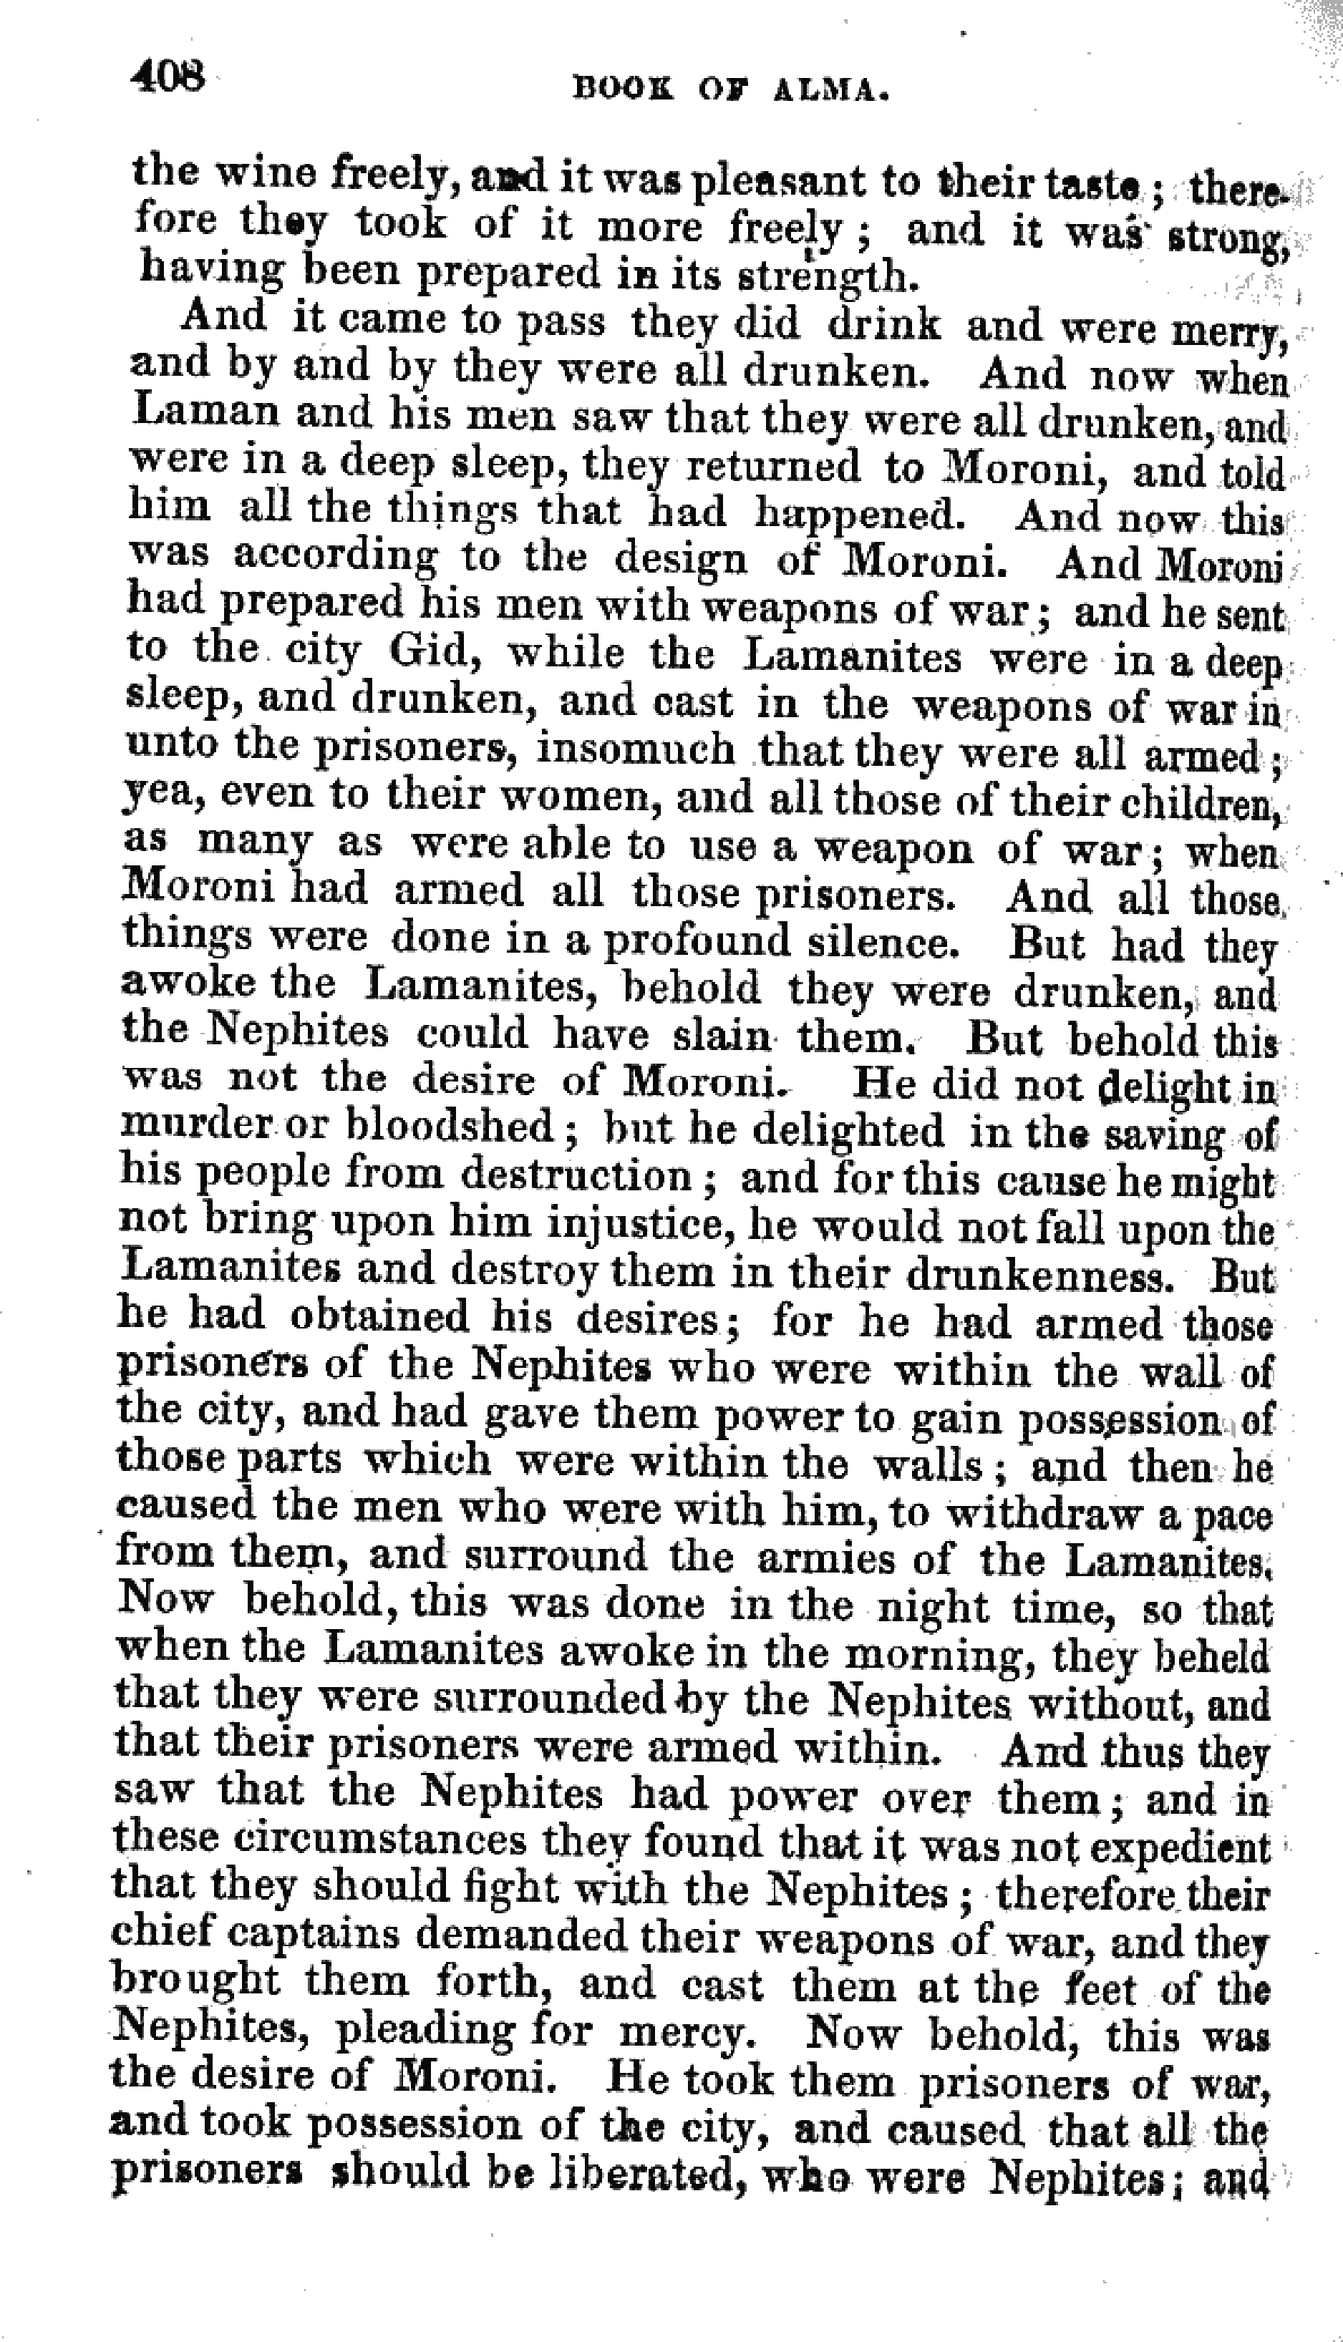 408
BOOK OF ALMA.
the wine freely, and it was pleasant to their taste; there-
fore they took of it more freely; and it was strong,
having been prepared in its strength.
And it came to pass they did drink and were merry,
and by and by they were all drunken. And now when
Laman and his men saw that they were all drunken, and
were in a deep sleep, they returned to Moroni, and told
him all the things that had happened. And now this
was according to the design of Moroni. And Moroni
had prepared his men with weapons of war; and he sent
to the city Gid, while the Lamanites were in a deep
sleep, and drunken, and cast in the weapons of war in
unto the prisoners, insomuch that they were all armed;
yea, even to their women, and all those of their children,
as many as were able to use a weapon of war; when
Moroni had armed all those prisoners. And all those
things were done in a profound silence. But had they
awoke the Lamanites, behold they were drunken, and
the Nephites could have slain them. But behold this
was not the desire of Moroni. He did not delight in
murder or bloodshed; but he delighted in the saving of
his people from destruction; and for this cause he might
not bring upon him injustice, he would not fall upon the
Lamanites and destroy them in their drunkenness. But
he had obtained his desires; for he had armed those
prisoners of the Nephites who were within the wall of
the city, and had gave them power to gain possession of
those parts which were within the walls; and then he
caused the men who were with him, to withdraw a pace
from them, and surround the armies of the Lamanites.
Now behold, this was done in the night time, so that
when the Lamanites awoke in the morning, they beheld
that they were surrounded by the Nephites without, and
that their prisoners were armed within. And thus they
saw that the Nephites had power over them; and in
these circumstances they found that it was not expedient
that they should fight with the Nephites; therefore their
chief captains demanded their weapons of war, and they
brought them forth, and cast them at the feet of the
Nephites, pleading for mercy. Now behold, this was
the desire of Moroni. He took them prisoners of war,
and took possession of the city, and caused that all the
prisoners should be liberated, who were Nephites; and